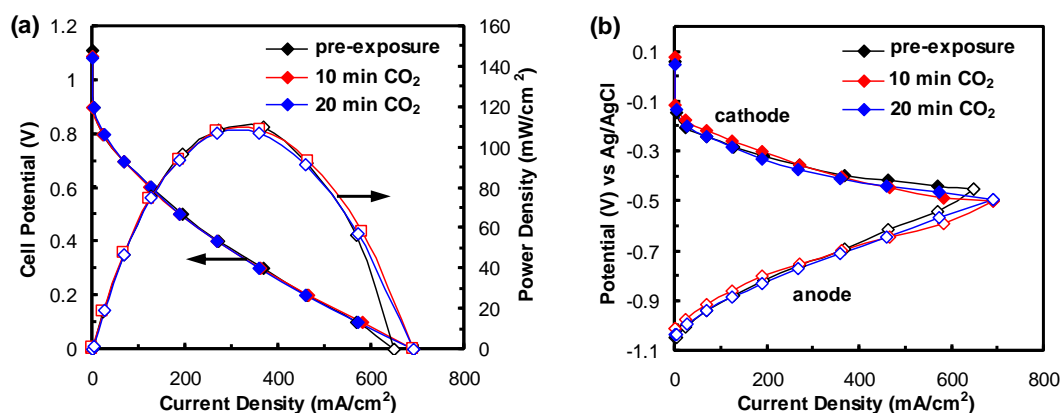 (a)
1.2
1
0.8
0.6
0.4
0.2
0
Cell Potential (V)
160
140
120
100
80
60
40
20
0
Power Density (mW/cm²)
pre-exposure
10 min CO₂
20 min CO₂
0 200 400 600 800
Current Density (mA/cm²)
(b)
0.1
-0.1
-0.3
-0.5
-0.7
-0.9
-1.1
Potential (V) vs Ag/AgCl
pre-exposure
10 min CO₂
20 min CO₂
cathode
anode
0 200 400 600 800
Current Density (mA/cm²)